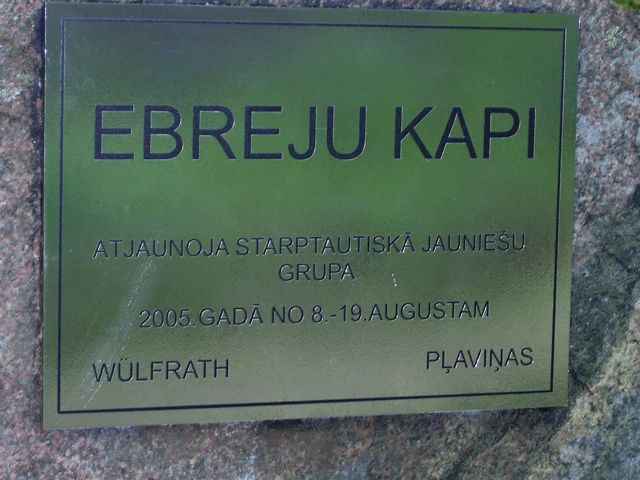 EBREJU KAPI
ATJAUNOJA STARPTAUTISKĀ JAUNIEŠU
GRUPA
2005.GADĀ NO 8.-19.AUGUSTAM
WÜLFRATH PĻAVIŅAS